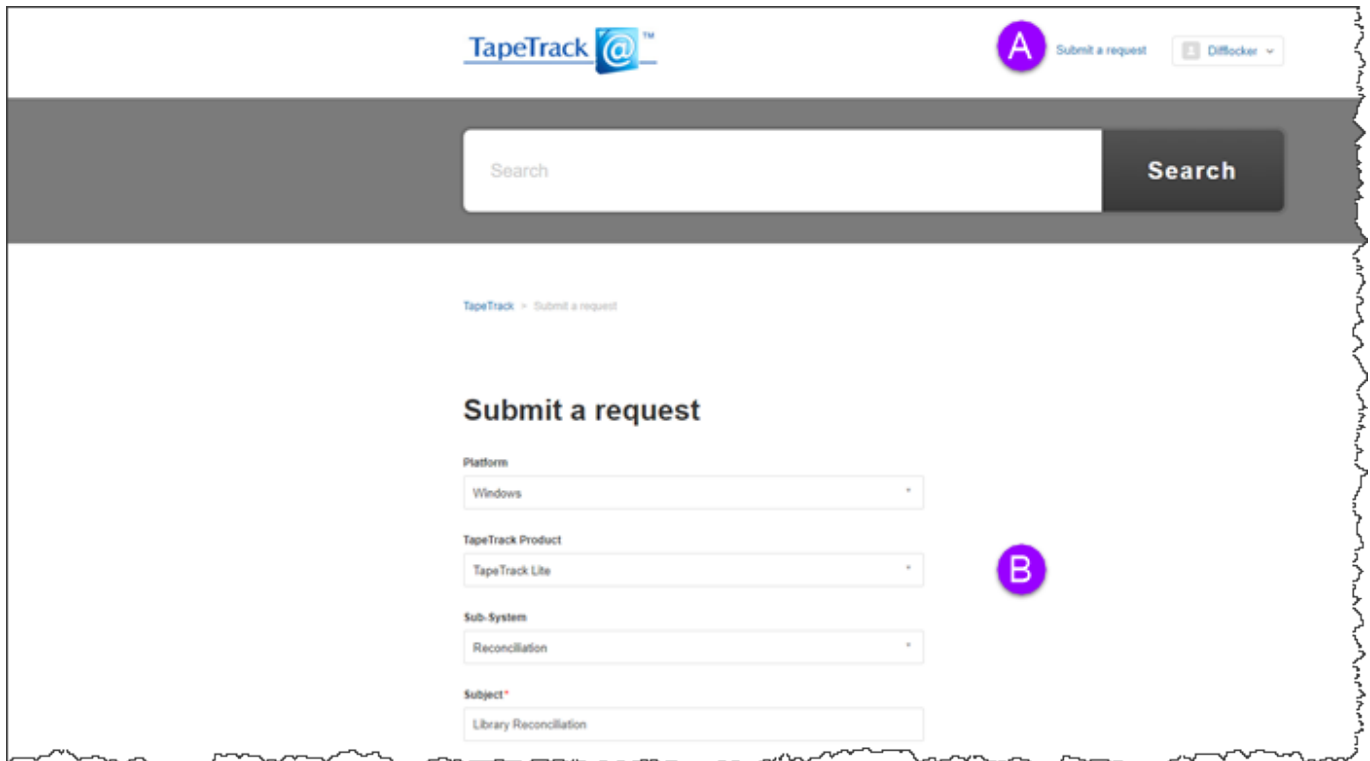 TapeTrack @ ™
A Submit a request Difflocker
Search Search
TapeTrack > Submit a request
Submit a request
Platform
Windows
TapeTrack Product
TapeTrack Lite
B
Sub-System
Reconciliation
Subject*
Library Reconciliation